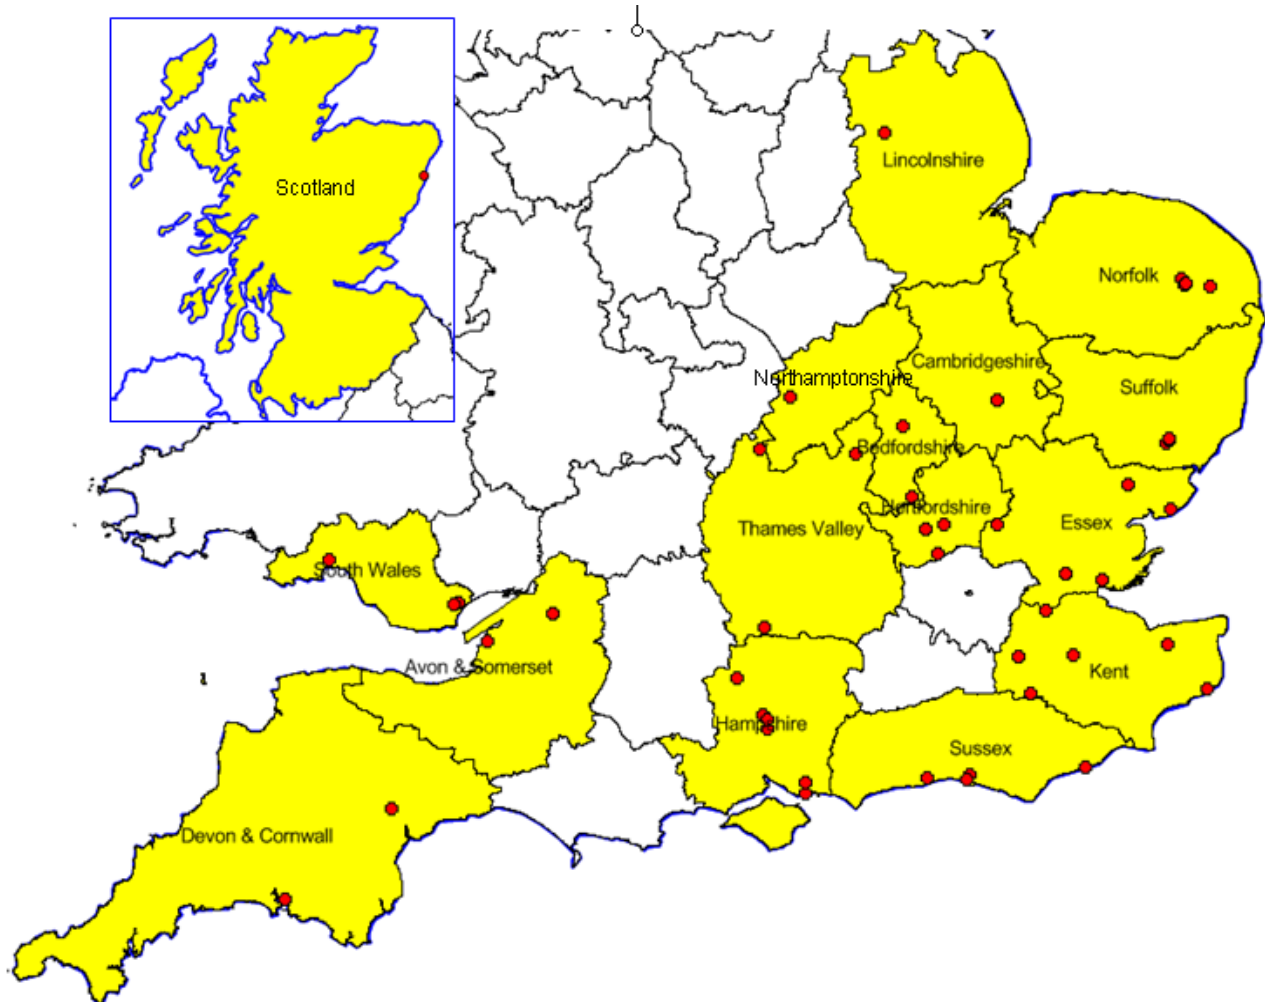 Scotland
Lincolnshire
Norfolk
Cambridgeshire
Northamptonshire
Suffolk
Bedfordshire
Hertfordshire
Essex
Thames Valley
South Wales
Avon & Somerset
Kent
Hampshire
Sussex
Devon & Cornwall